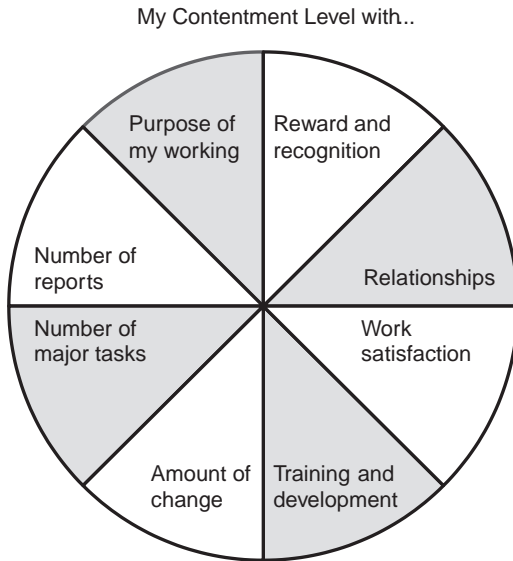 My Contentment Level with...
Purpose of
my working
Reward and
recognition
Relationships
Work
satisfaction
Training and
development
Amount of
change
Number of
major tasks
Number of
reports